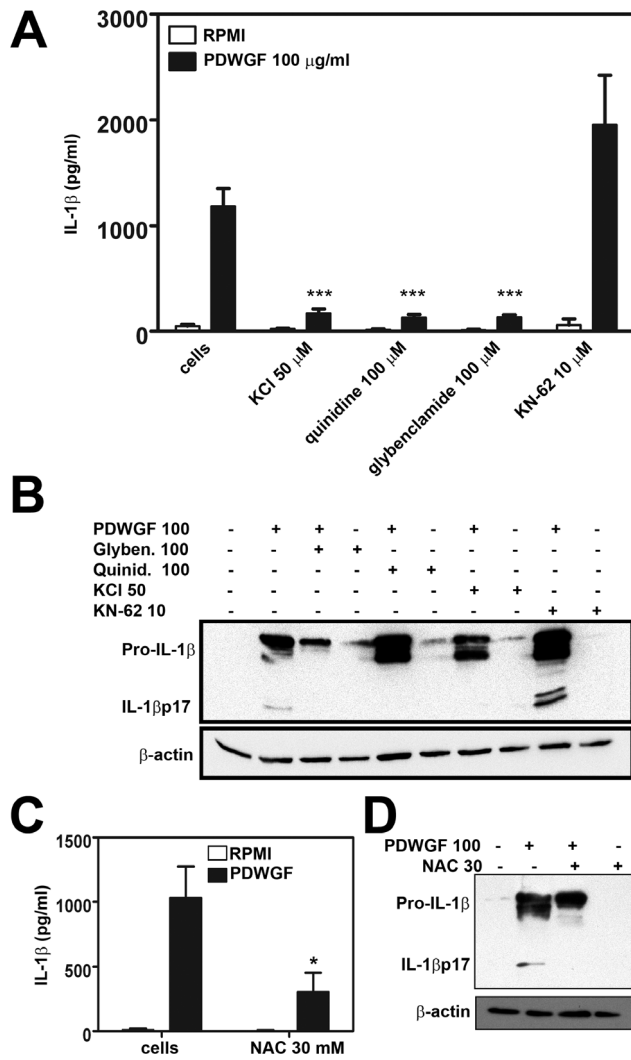 A
3000
2000
1000
0
IL-1β (pg/ml)
RPMI
PDWGF 100 μg/ml
*** *** ***
cells
KCl 50 μM
quinidine 100 μM
glybenclamide 100 μM
KN-62 10 μM
B
PDWGF 100 - + + - + - + - + -
Glyben. 100 - - + + - - - - - -
Quinid. 100 - - - - + + - - - -
KCl 50 - - - - - - + + - -
KN-62 10 - - - - - - - - + +
Pro-IL-1β
IL-1βp17
β-actin
C
1500
1000
500
0
IL-1β (pg/ml)
RPMI
PDWGF
*
cells NAC 30 mM
D
PDWGF 100 - + + -
NAC 30 - - + +
Pro-IL-1β
IL-1βp17
β-actin